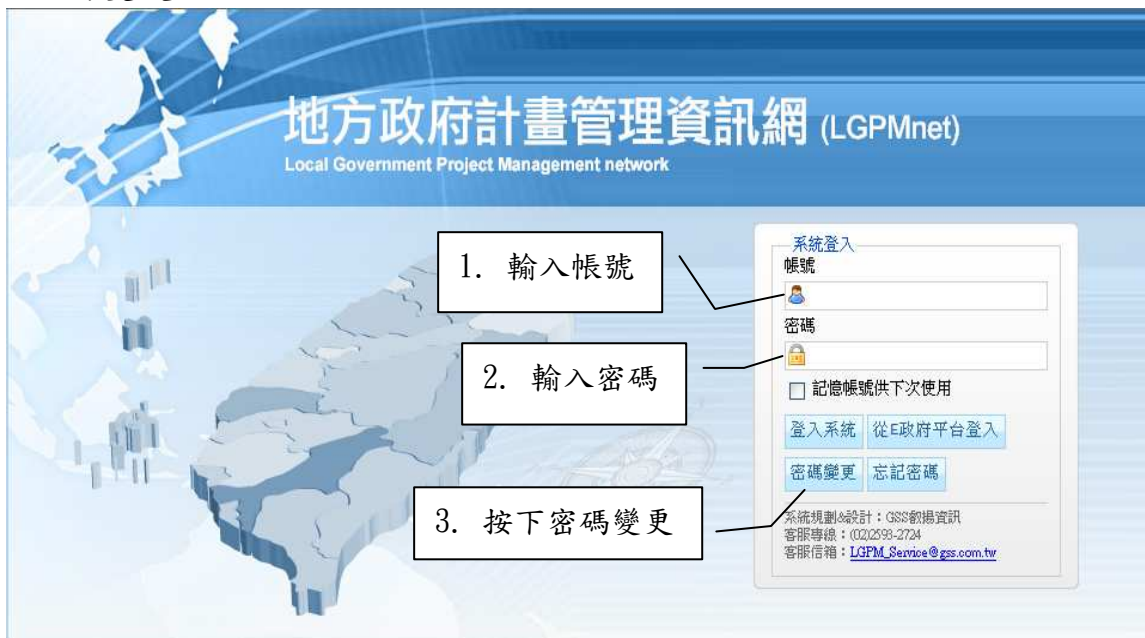 地方政府計畫管理資訊網 (LGPMnet)
Local Government Project Management network
系統登入
帳號
1. 輸入帳號
密碼
2. 輸入密碼
記憶帳號供下次使用
登入系統 從E政府平台登入
密碼變更 忘記密碼
3. 按下密碼變更
系統規劃&設計：GSS叡揚資訊
客服專線：(02)2593-2724
客服信箱：LGPM_Service@gss.com.tw